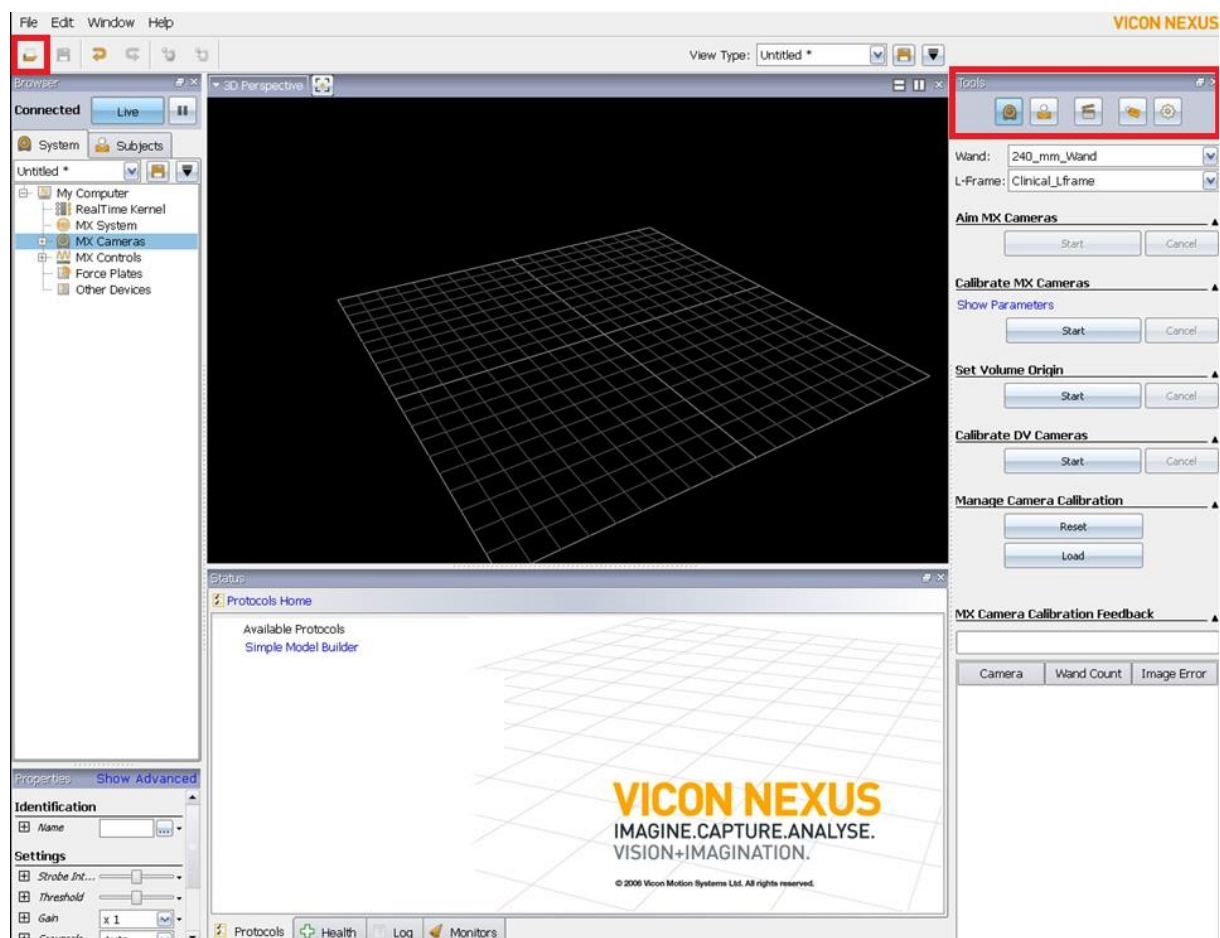 File Edit Window Help
VICON NEXUS
View Type: Untitled *
Browser
Connected Live
System Subjects
Untitled *
My Computer
RealTime Kernel
MX System
MX Cameras
MX Controls
Force Plates
Other Devices
Properties Show Advanced
Identification
Name
Settings
Strobe Int...
Threshold
Gain x 1
3D Perspective
Status
Protocols Home
Available Protocols
Simple Model Builder
VICON NEXUS
IMAGINE.CAPTURE.ANALYSE.
VISION+IMAGINATION.
© 2006 Vicon Motion Systems Ltd. All rights reserved.
Protocols Health Log Monitors
Tools
Wand: 240_mm_Wand
L-Frame: Clinical_Lframe
Aim MX Cameras
Start Cancel
Calibrate MX Cameras
Show Parameters
Start Cancel
Set Volume Origin
Start Cancel
Calibrate DV Cameras
Start Cancel
Manage Camera Calibration
Reset
Load
MX Camera Calibration Feedback
Camera Wand Count Image Error